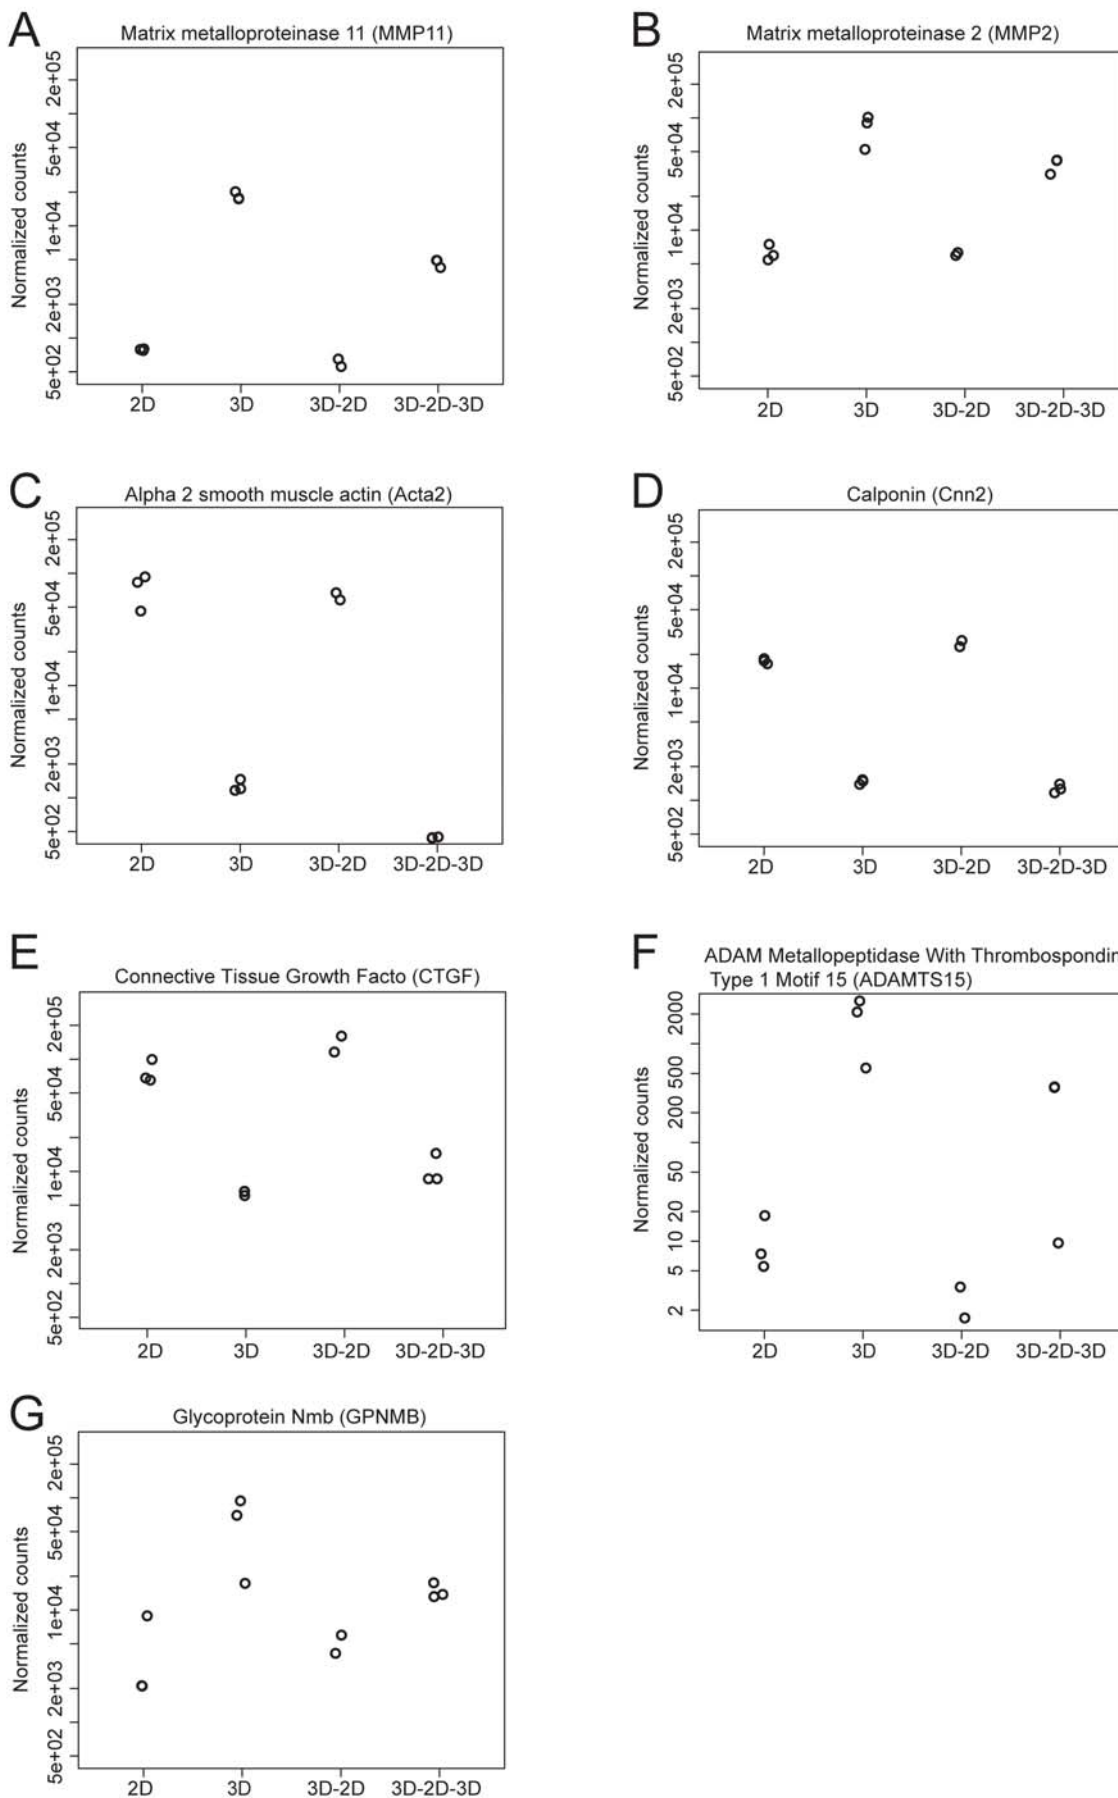 A
Matrix metalloproteinase 11 (MMP11)
Normalized counts
2e+05
5e+04
1e+04
2e+03
5e+02
2D 3D 3D-2D 3D-2D-3D
B
Matrix metalloproteinase 2 (MMP2)
Normalized counts
2e+05
5e+04
1e+04
2e+03
5e+02
2D 3D 3D-2D 3D-2D-3D
C
Alpha 2 smooth muscle actin (Acta2)
Normalized counts
2e+05
5e+04
1e+04
2e+03
5e+02
2D 3D 3D-2D 3D-2D-3D
D
Calponin (Cnn2)
Normalized counts
2e+05
5e+04
1e+04
2e+03
5e+02
2D 3D 3D-2D 3D-2D-3D
E
Connective Tissue Growth Facto (CTGF)
Normalized counts
2e+05
5e+04
1e+04
2e+03
5e+02
2D 3D 3D-2D 3D-2D-3D
F
ADAM Metallopeptidase With Thrombospondin
Type 1 Motif 15 (ADAMTS15)
Normalized counts
2000
500
200
50
20
10
5
2
2D 3D 3D-2D 3D-2D-3D
G
Glycoprotein Nmb (GPNMB)
Normalized counts
2e+05
5e+04
1e+04
2e+03
5e+02
2D 3D 3D-2D 3D-2D-3D